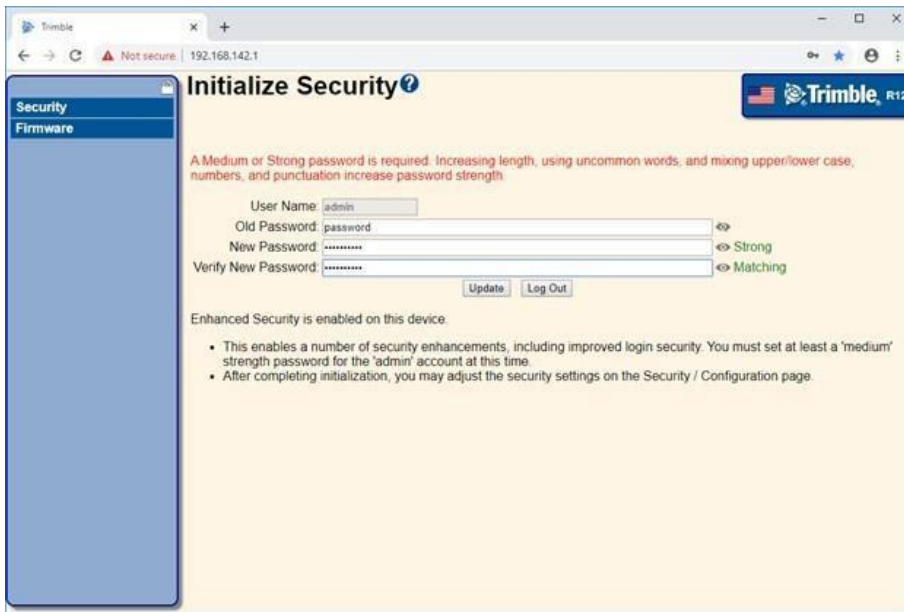 Trimble
Not secure | 192.168.142.1
Security
Firmware
Initialize Security?
Trimble. R12
A Medium or Strong password is required. Increasing length, using uncommon words, and mixing upper/lower case,
numbers, and punctuation increase password strength.
User Name: admin
Old Password: password
New Password: •••••••••• Strong
Verify New Password: •••••••••• Matching
Update Log Out
Enhanced Security is enabled on this device.
• This enables a number of security enhancements, including improved login security. You must set at least a 'medium'
strength password for the 'admin' account at this time.
• After completing initialization, you may adjust the security settings on the Security / Configuration page.